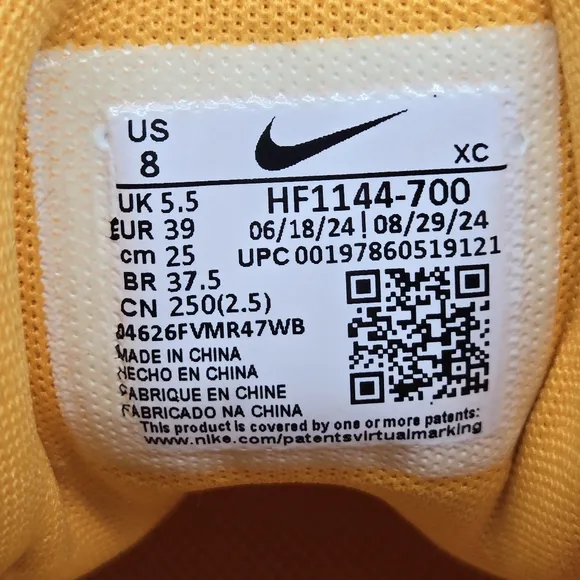 US
8
XC
UK 5.5
EUR 39
cm 25
BR 37.5
CN 250(2.5)
HF1144-700
06/18/24 | 08/29/24
UPC 00197860519121
04626FVMR47WB
MADE IN CHINA
HECHO EN CHINA
FABRIQUE EN CHINE
FABRICADO NA CHINA
This product is covered by one or more patents:
www.nike.com/patentsvirtualmarking